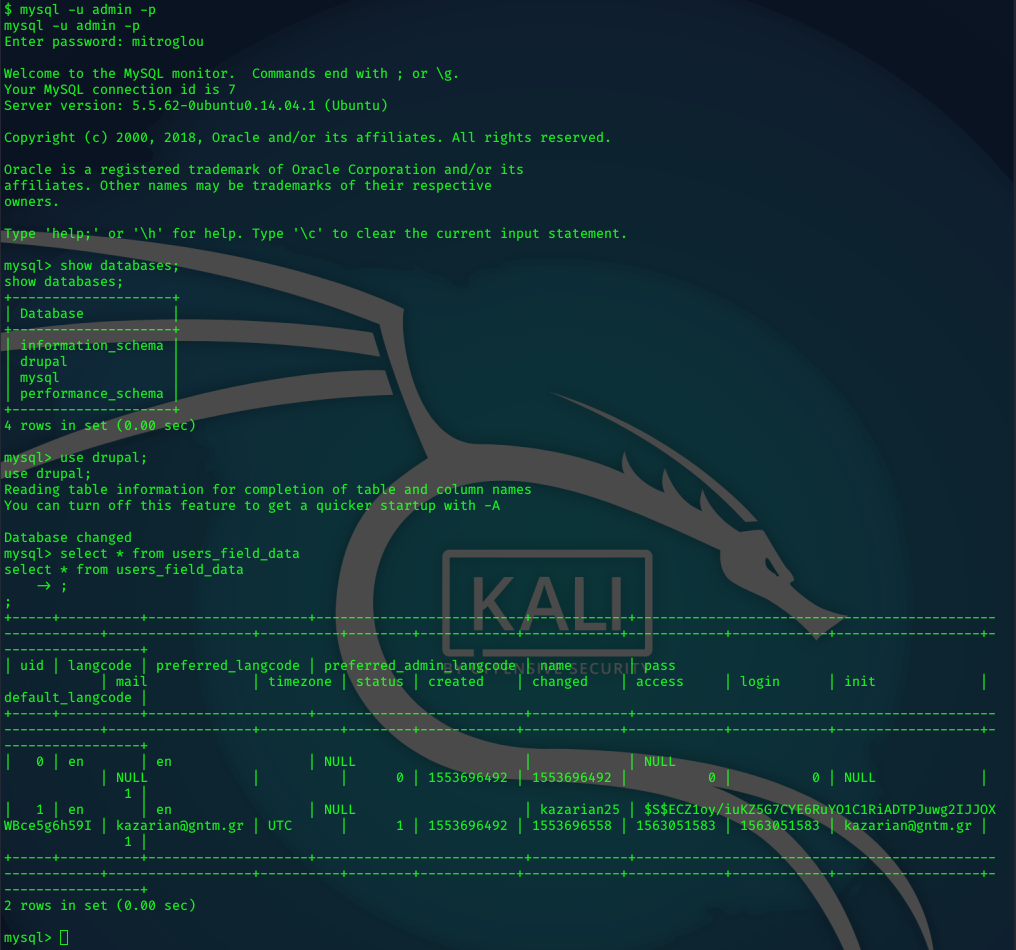 $ mysql -u admin -p
mysql -u admin -p
Enter password: mitroglou
Welcome to the MySQL monitor.  Commands end with ; or \g.
Your MySQL connection id is 7
Server version: 5.5.62-0ubuntu0.14.04.1 (Ubuntu)
Copyright (c) 2000, 2018, Oracle and/or its affiliates. All rights reserved.
Oracle is a registered trademark of Oracle Corporation and/or its
affiliates. Other names may be trademarks of their respective
owners.
Type 'help;' or '\h' for help. Type '\c' to clear the current input statement.
mysql> show databases;
show databases;
+--------------------+
| Database           |
+--------------------+
| information_schema |
| drupal             |
| mysql              |
| performance_schema |
+--------------------+
4 rows in set (0.00 sec)
mysql> use drupal;
use drupal;
Reading table information for completion of table and column names
You can turn off this feature to get a quicker startup with -A
Database changed
mysql> select * from users_field_data
select * from users_field_data
    -> ;
;
+-----+----------+--------------------+--------------------------+-----------+---------------------------------------------
------------+------------------+----------+--------+------------+------------+------------+------------+------------------+-
-----------------+
| uid | langcode | preferred_langcode | preferred_admin_langcode | name | pass
| mail | timezone | status | created | changed | access | login | init |
default_langcode |
+-----+----------+--------------------+--------------------------+-----------+---------------------------------------------
------------+------------------+----------+--------+------------+------------+------------+------------+------------------+-
-----------------+
| 0 | en | en | NULL | | NULL
| NULL | | 0 | 1553696492 | 1553696492 | 0 | 0 | NULL |
1 |
| 1 | en | en | NULL | kazarian25 | $S$ECZ1oy/iuKZ5G7CYE6RuYO1C1RiADTPJuwg2IJJOX
WBce5g6h59I | kazarian@gntm.gr | UTC | 1 | 1553696492 | 1553696558 | 1563051583 | 1563051583 | kazarian@gntm.gr |
1 |
+-----+----------+--------------------+--------------------------+-----------+---------------------------------------------
------------+------------------+----------+--------+------------+------------+------------+------------+------------------+-
-----------------+
2 rows in set (0.00 sec)
mysql>
KALI
BY OFFENSIVE SECURITY